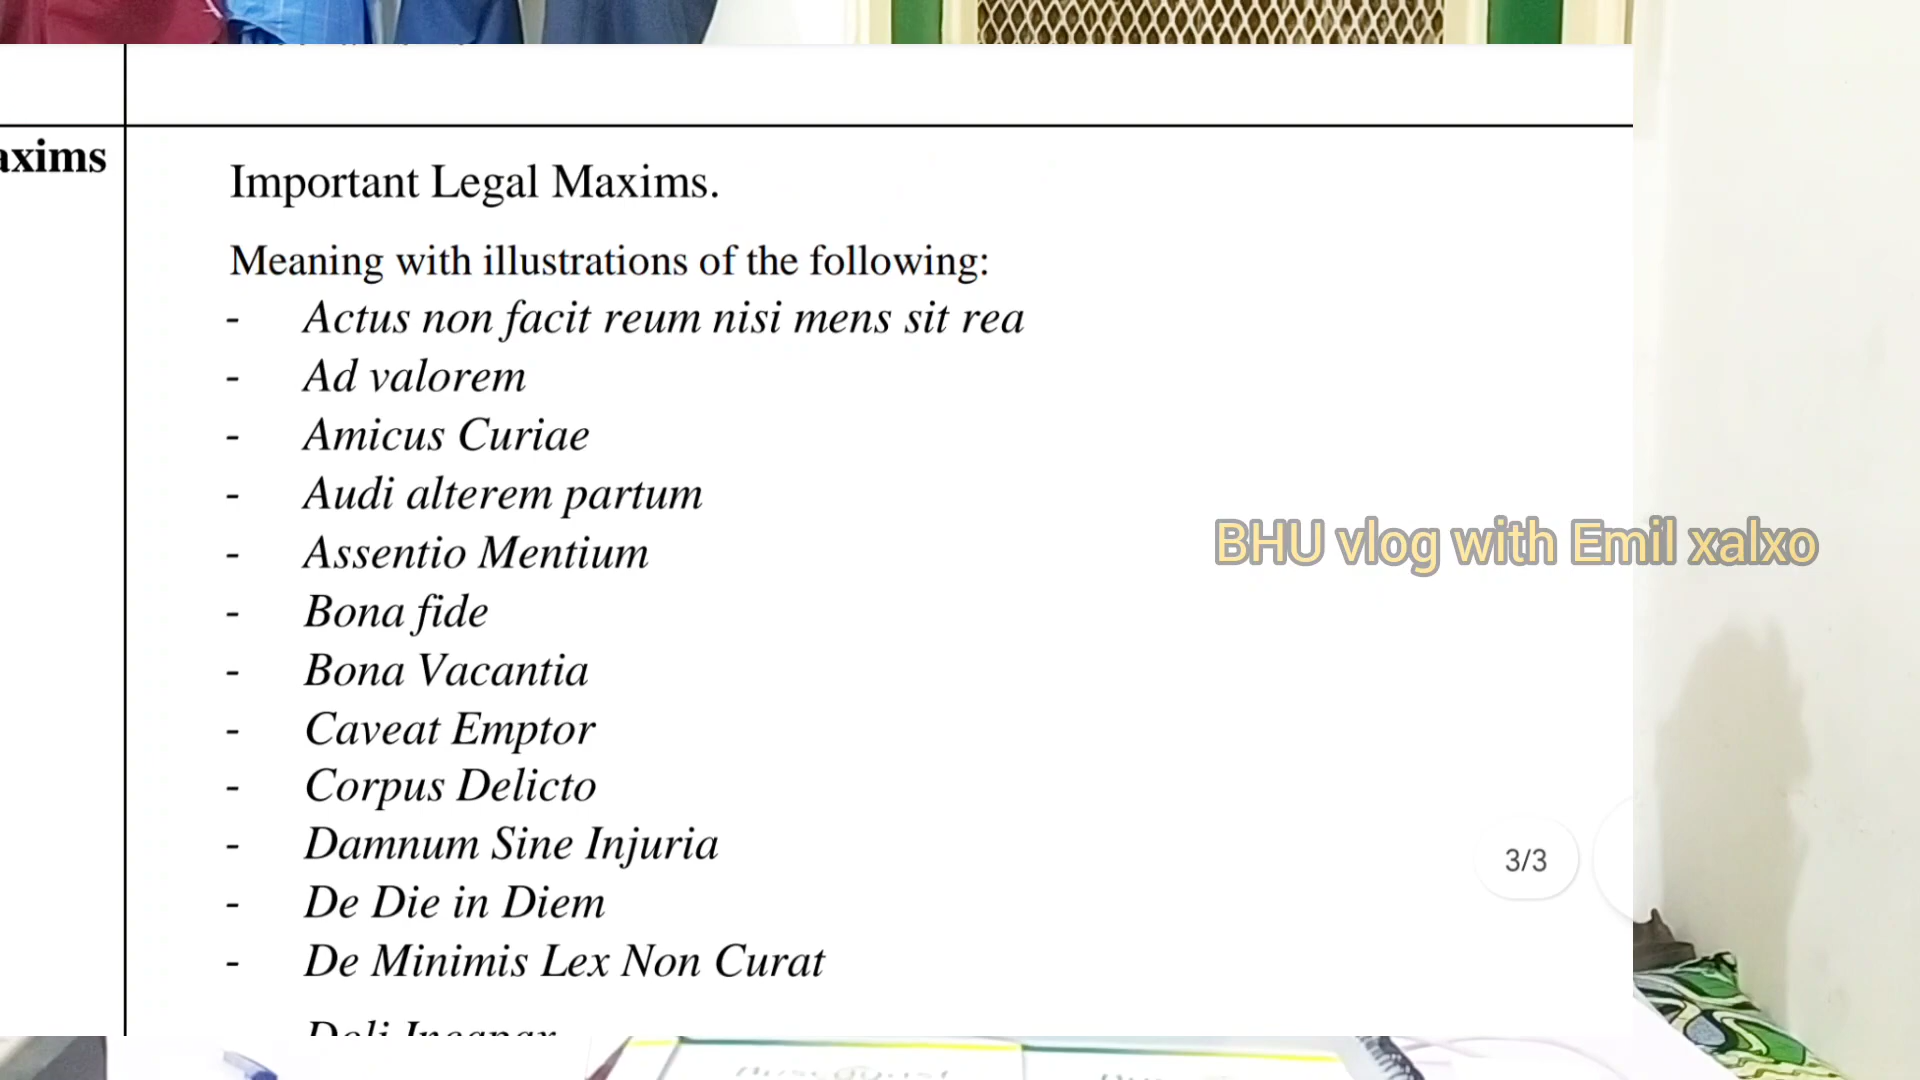 axims
Important Legal Maxims.
Meaning with illustrations of the following:
- Actus non facit reum nisi mens sit rea
- Ad valorem
- Amicus Curiae
- Audi alterem partum
- Assentio Mentium
- Bona fide
- Bona Vacantia
- Caveat Emptor
- Corpus Delicto
- Damnum Sine Injuria
- De Die in Diem
- De Minimis Lex Non Curat
BHU vlog with Emil xalxo
3/3